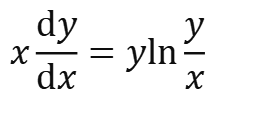 x dy/dx = y ln y/x